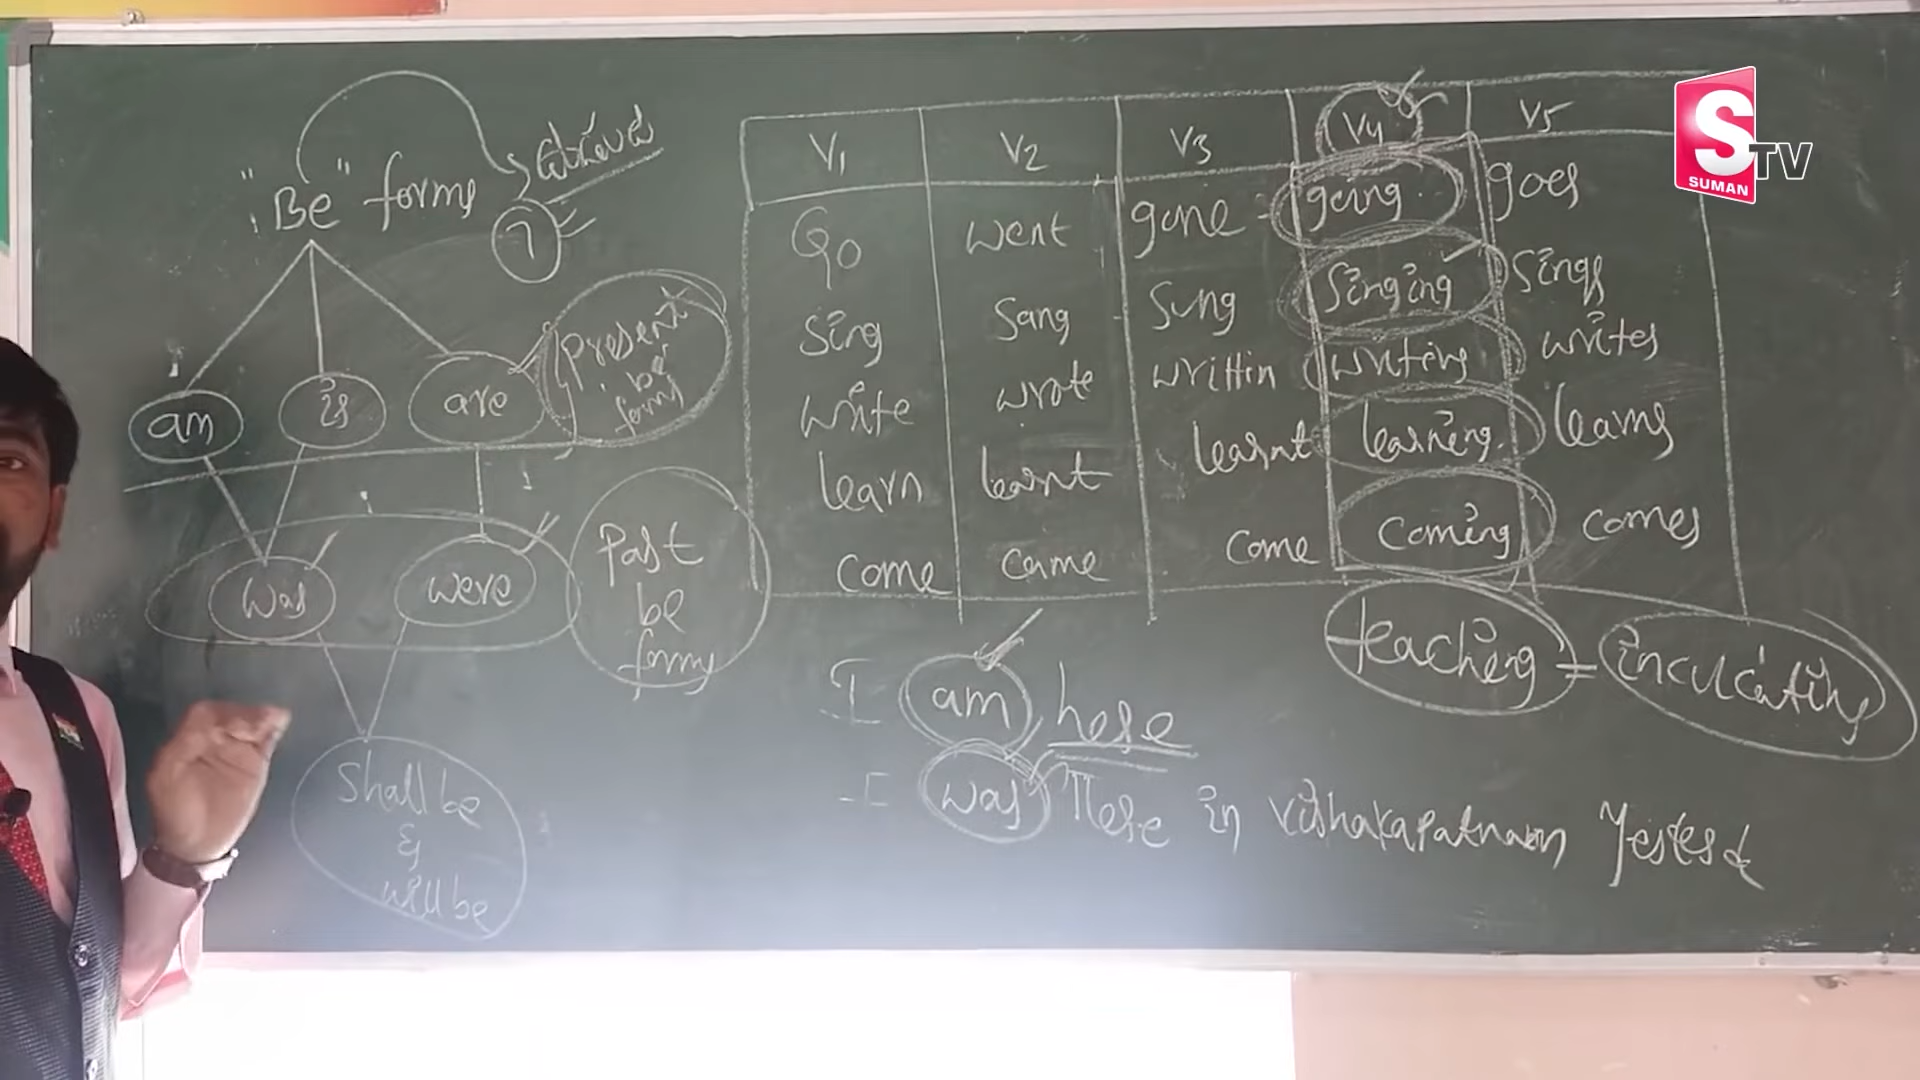 "Be" forms
7
am is are
present
be
forms
was were
Past
be
forms
Shall be
&
will be
V1 V2 V3 V4 V5
Go went gone going goes
Sing Sang Sung Singing Sings
write wrote writtin writing writes
learn learnt learnt learning learns
come came come coming comes
teaching = inculcating
I am here
I was There in vishakapatnam Yesterd
S TV
SUMAN